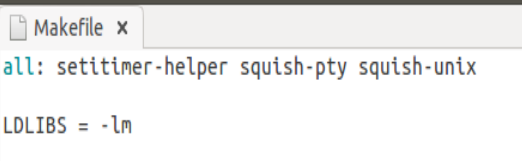 Makefile x
all: setitimer-helper squish-pty squish-unix
LDLIBS = -lm